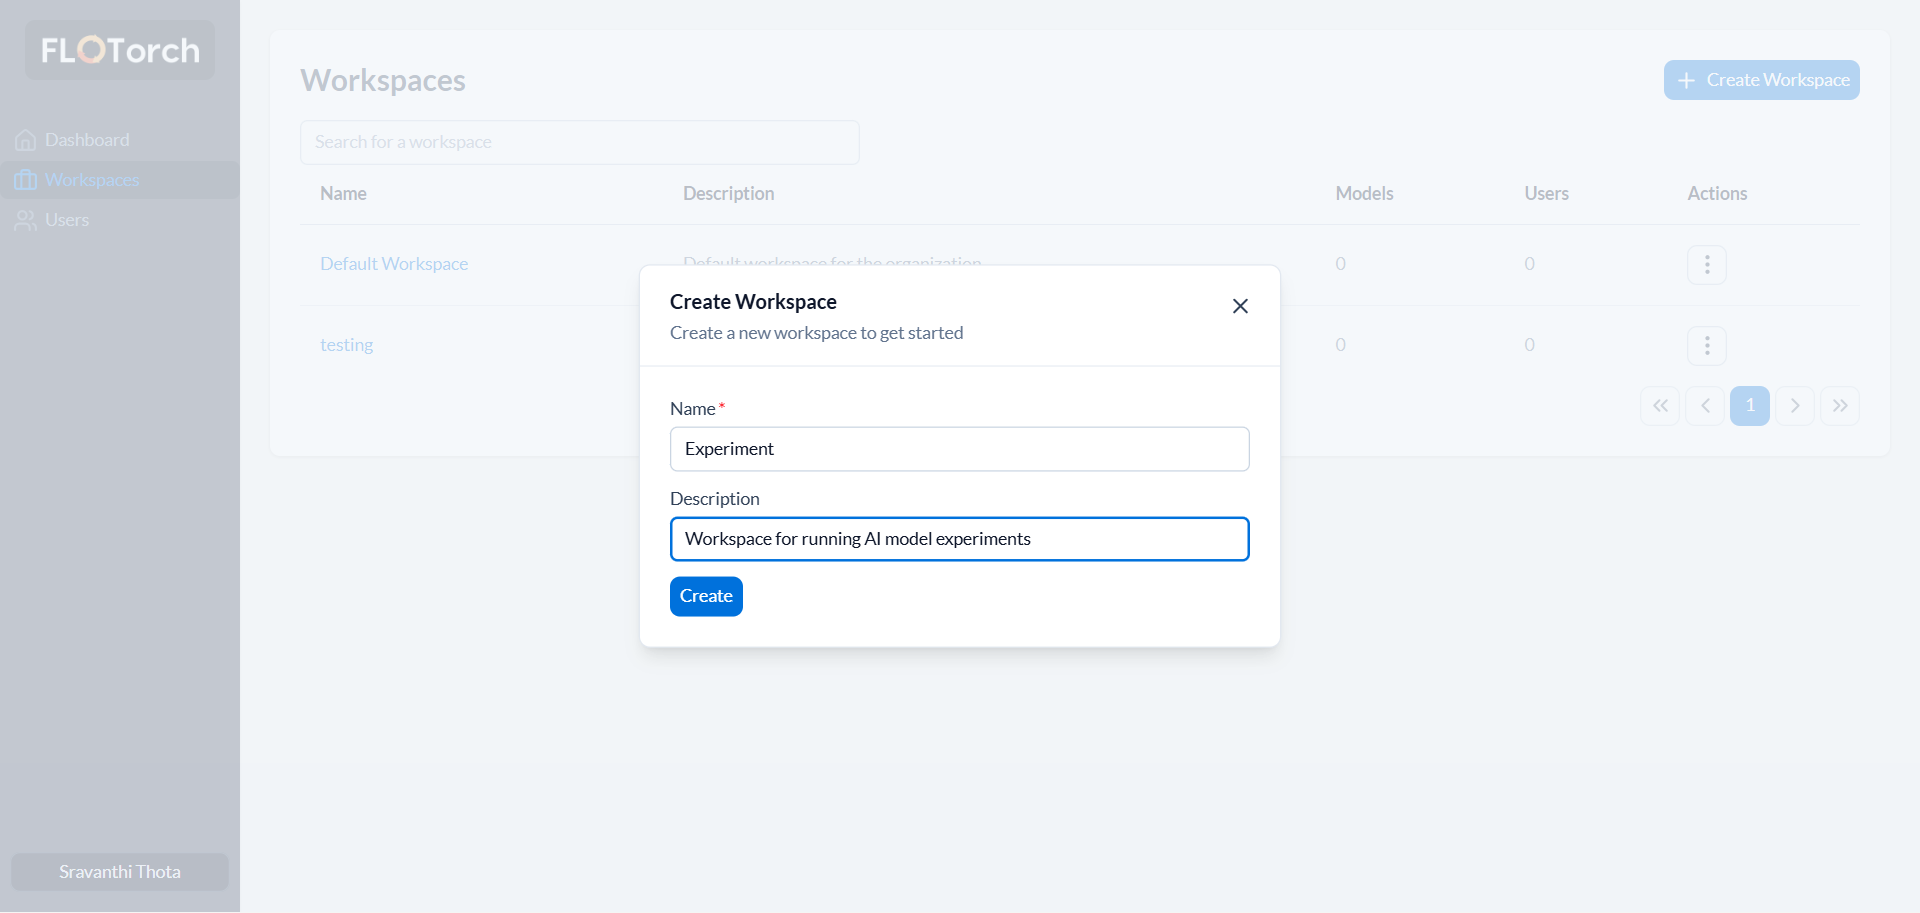 FLOTorch
Dashboard
Workspaces
Users
Sravanthi Thota
Workspaces
Create Workspace
Search for a workspace
Name Description Models Users Actions
Default Workspace Default workspace for the organization 0 0
testing 0 0
1
Create Workspace
Create a new workspace to get started
Name*
Experiment
Description
Workspace for running AI model experiments
Create